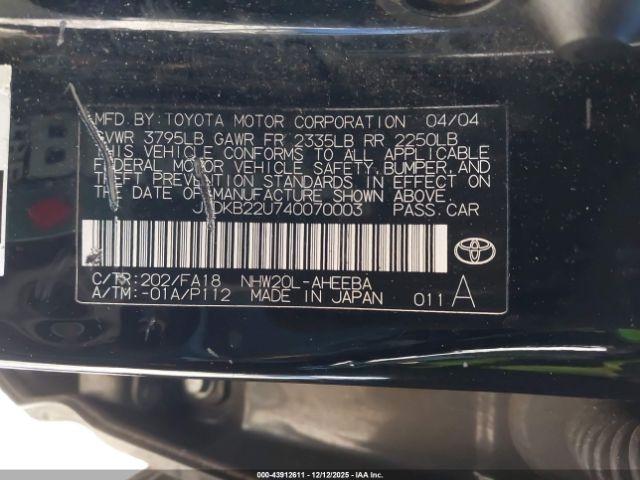 MFD.BY:TOYOTA MOTOR CORPORATION 04/04
GVWR 3795LB GAWR FR 2335LB RR 2250LB
THIS VEHICLE CONFORMS TO ALL APPLICABLE
FEDERAL MOTOR VEHICLE SAFETY,BUMPER,AND
THEFT PREVENTION STANDARDS IN EFFECT ON
THE DATE OF MANUFACTURE SHOWN ABOVE.
JTDKB22U740070003 PASS.CAR
C/TR:202/FA18 NHW20L-AHEEBA
A/TM:-01A/P112 MADE IN JAPAN 011 A
000-43912611 - 12/12/2025 - IAA Inc.